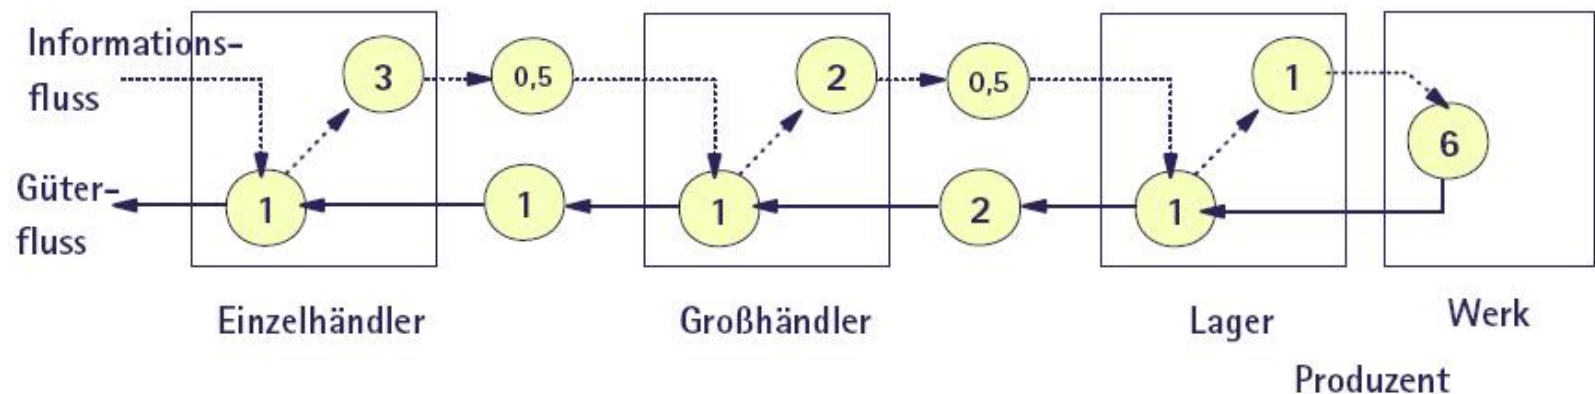 Informations-
fluss
3
0,5
2
0,5
1
6
Güter-
fluss
1
1
1
2
1
Einzelhändler
Großhändler
Lager
Werk
Produzent